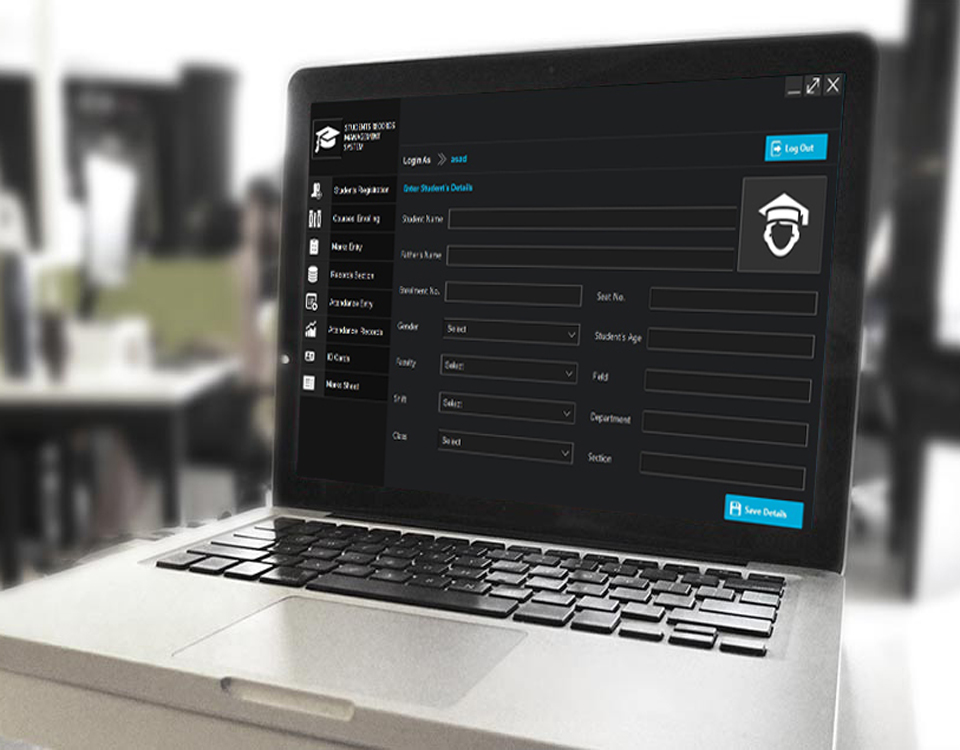 STUDENTS RECORDS
MANAGEMENT
SYSTEM
Log Out
Login As
asad
Students Registration
Enter Student's Details
Courses Enrolling
Student Name
Marks Entry
Father's Name
Records Section
Enrolment No.
Seat No.
Attendance Entry
Gender
Select
Student's Age
Attendance Records
Faculty
Select
Field
ID Cards
Shift
Select
Department
Marks Sheet
Class
Select
Section
Save Details